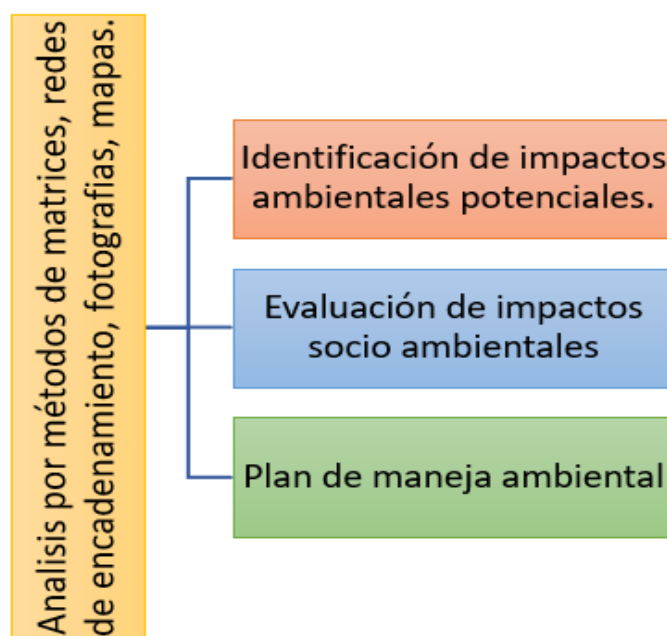 Analisis por métodos de matrices, redes
de encadenamiento, fotografias, mapas.
Identificación de impactos
ambientales potenciales.
Evaluación de impactos
socio ambientales
Plan de maneja ambiental